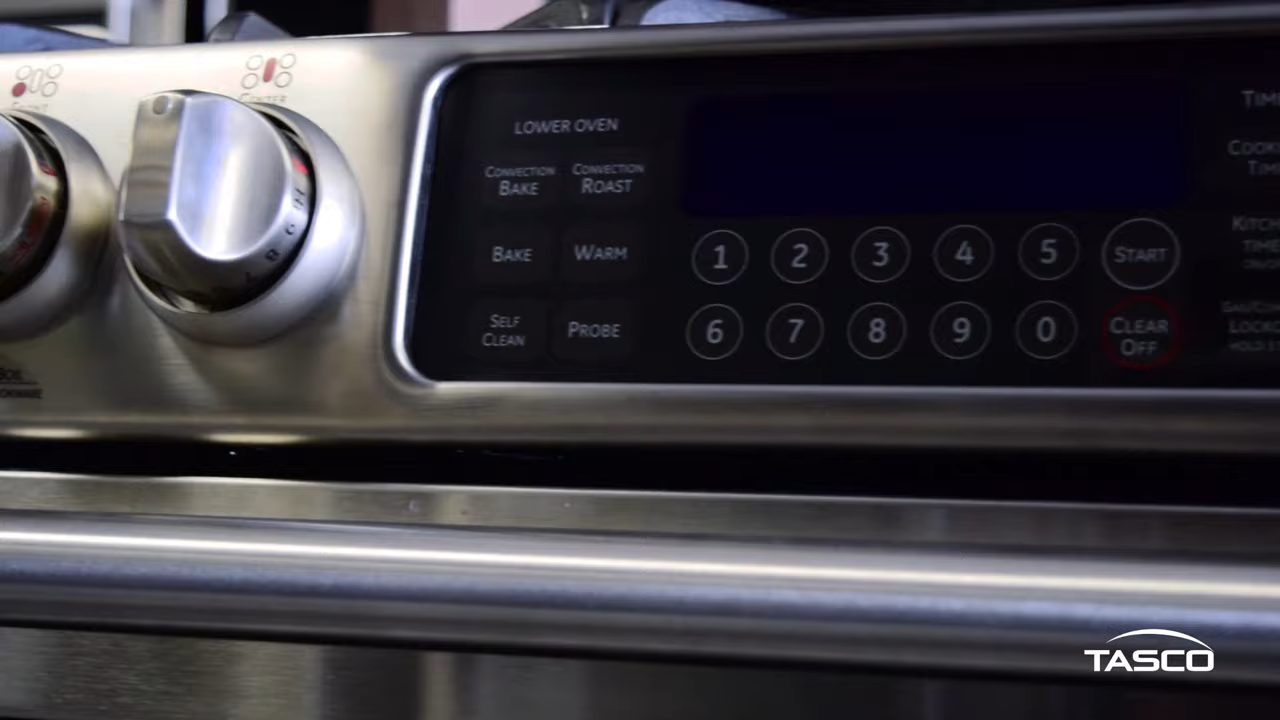 CENTER
LOWER OVEN
CONVECTION
BAKE
CONVECTION
ROAST
BAKE
WARM
SELF
CLEAN
PROBE
1 2 3 4 5
START
6 7 8 9 0
CLEAR
OFF
TASCO